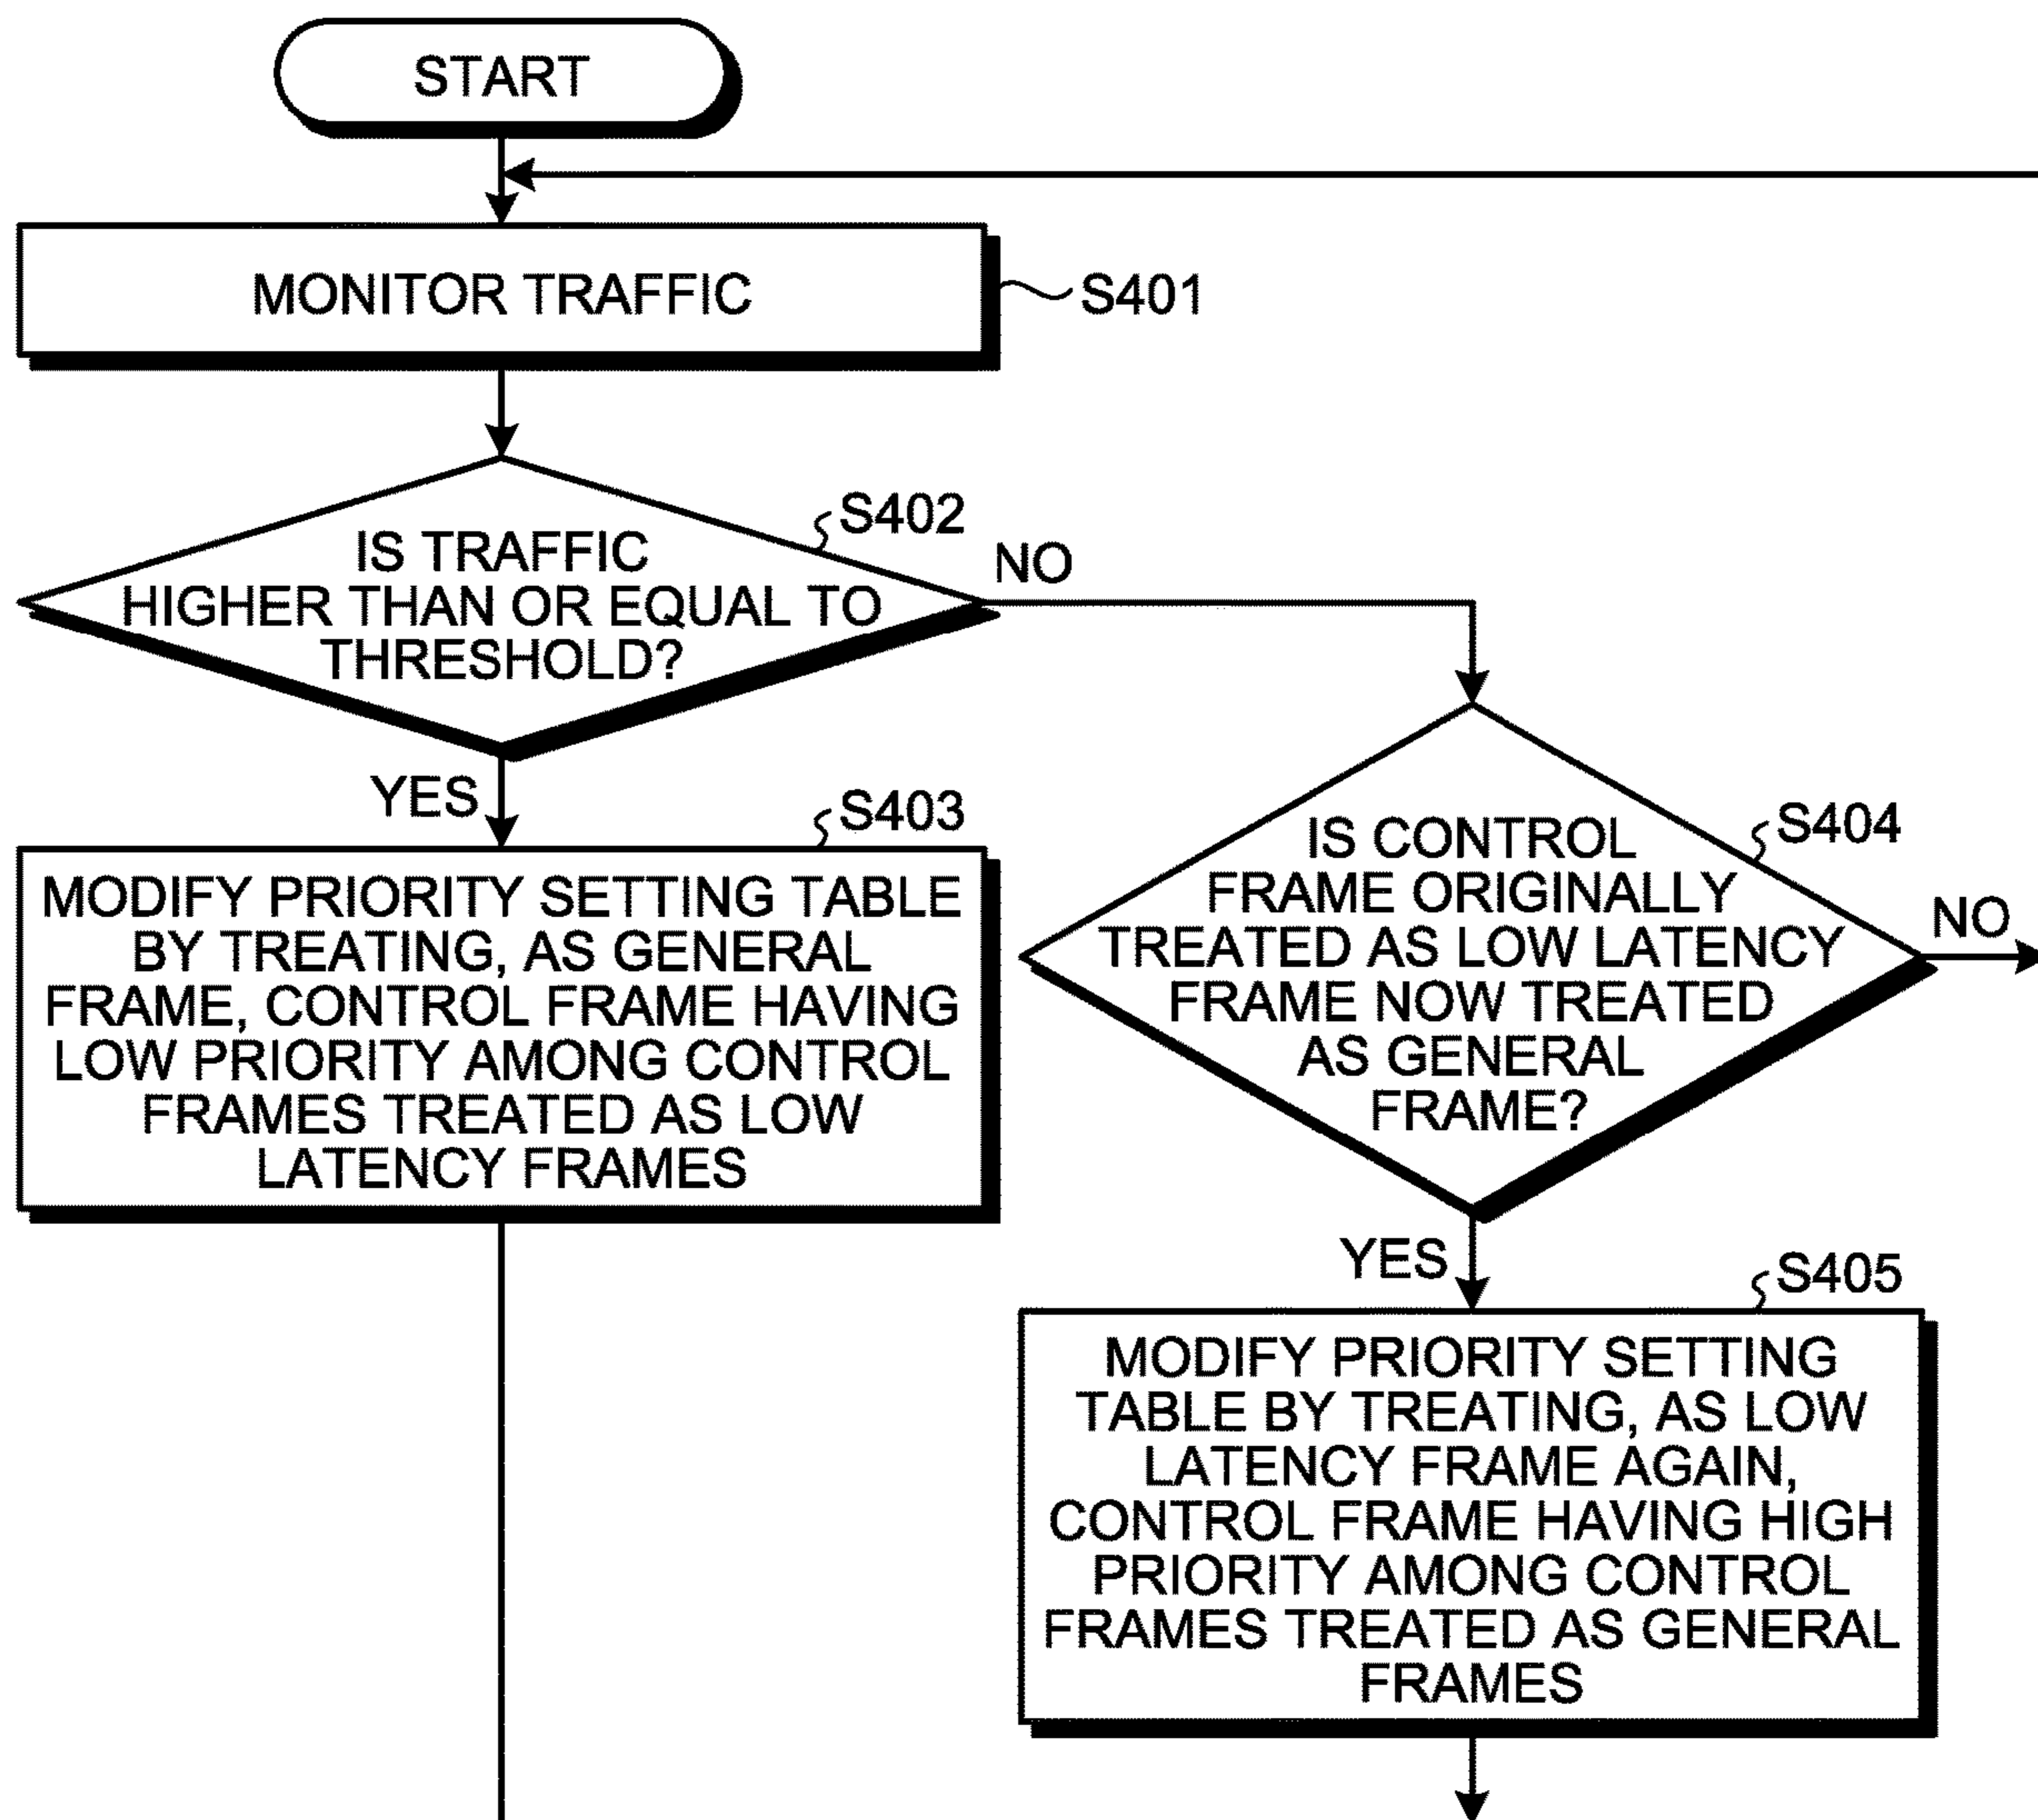 START
MONITOR TRAFFIC
S401
S402
IS TRAFFIC
HIGHER THAN OR EQUAL TO
THRESHOLD?
NO
YES
S403
MODIFY PRIORITY SETTING TABLE
BY TREATING, AS GENERAL
FRAME, CONTROL FRAME HAVING
LOW PRIORITY AMONG CONTROL
FRAMES TREATED AS LOW
LATENCY FRAMES
S404
IS CONTROL
FRAME ORIGINALLY
TREATED AS LOW LATENCY
FRAME NOW TREATED
AS GENERAL
FRAME?
NO
YES
S405
MODIFY PRIORITY SETTING
TABLE BY TREATING, AS LOW
LATENCY FRAME AGAIN,
CONTROL FRAME HAVING HIGH
PRIORITY AMONG CONTROL
FRAMES TREATED AS GENERAL
FRAMES